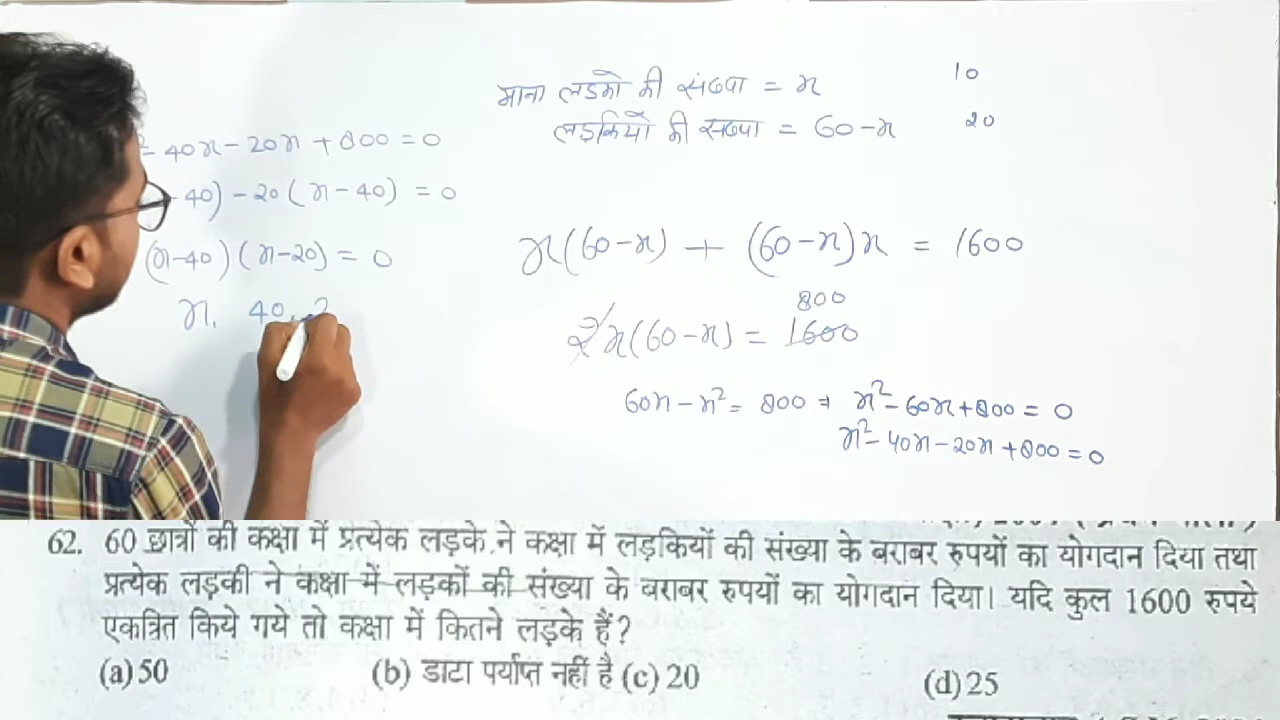 माना लडको की संख्या = x
10
लड़कियों की संख्या = 60-x
20
40x - 20x + 800 = 0
40) - 20 (x - 40) = 0
(x-40) (x-20) = 0
x. 40,
x(60-x) + (60-x)x = 1600
800
2x(60-x) = 1600
60x - x² = 800 ⇒ x² - 60x + 800 = 0
x² - 40x - 20x + 800 = 0
62. 60 छात्रों की कक्षा में प्रत्येक लड़के ने कक्षा में लड़कियों की संख्या के बराबर रुपयों का योगदान दिया तथा
प्रत्येक लड़की ने कक्षा में लड़कों की संख्या के बराबर रुपयों का योगदान दिया। यदि कुल 1600 रुपये
एकत्रित किये गये तो कक्षा में कितने लड़के हैं?
(a) 50 (b) डाटा पर्याप्त नहीं है (c) 20 (d) 25